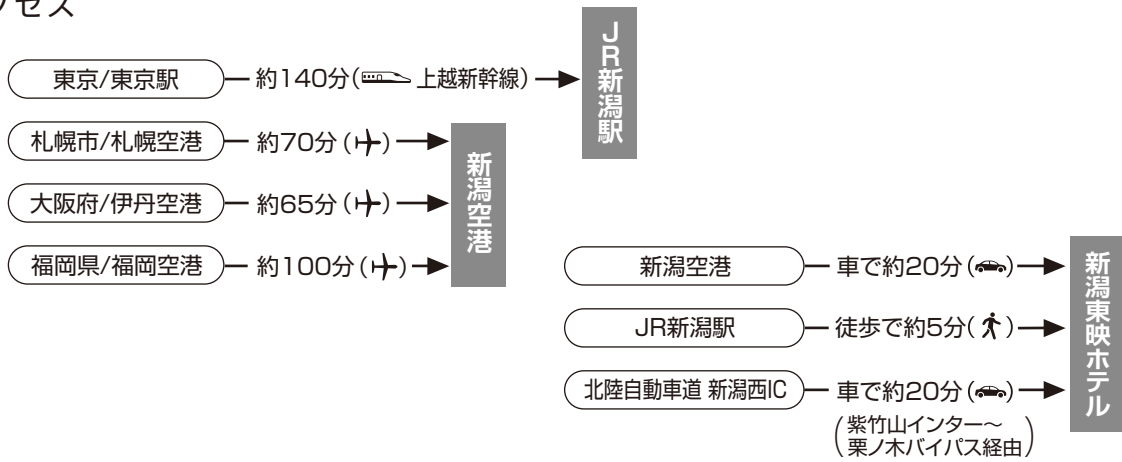 クセス
東京/東京駅 約140分( 上越新幹線)
JR新潟駅
札幌市/札幌空港 約70分( )
大阪府/伊丹空港 約65分( )
福岡県/福岡空港 約100分( )
新潟空港
新潟空港 車で約20分( )
JR新潟駅 徒歩で約5分( )
北陸自動車道 新潟西IC 車で約20分( )
(紫竹山インター〜
栗ノ木バイパス経由)
新潟東映ホテル